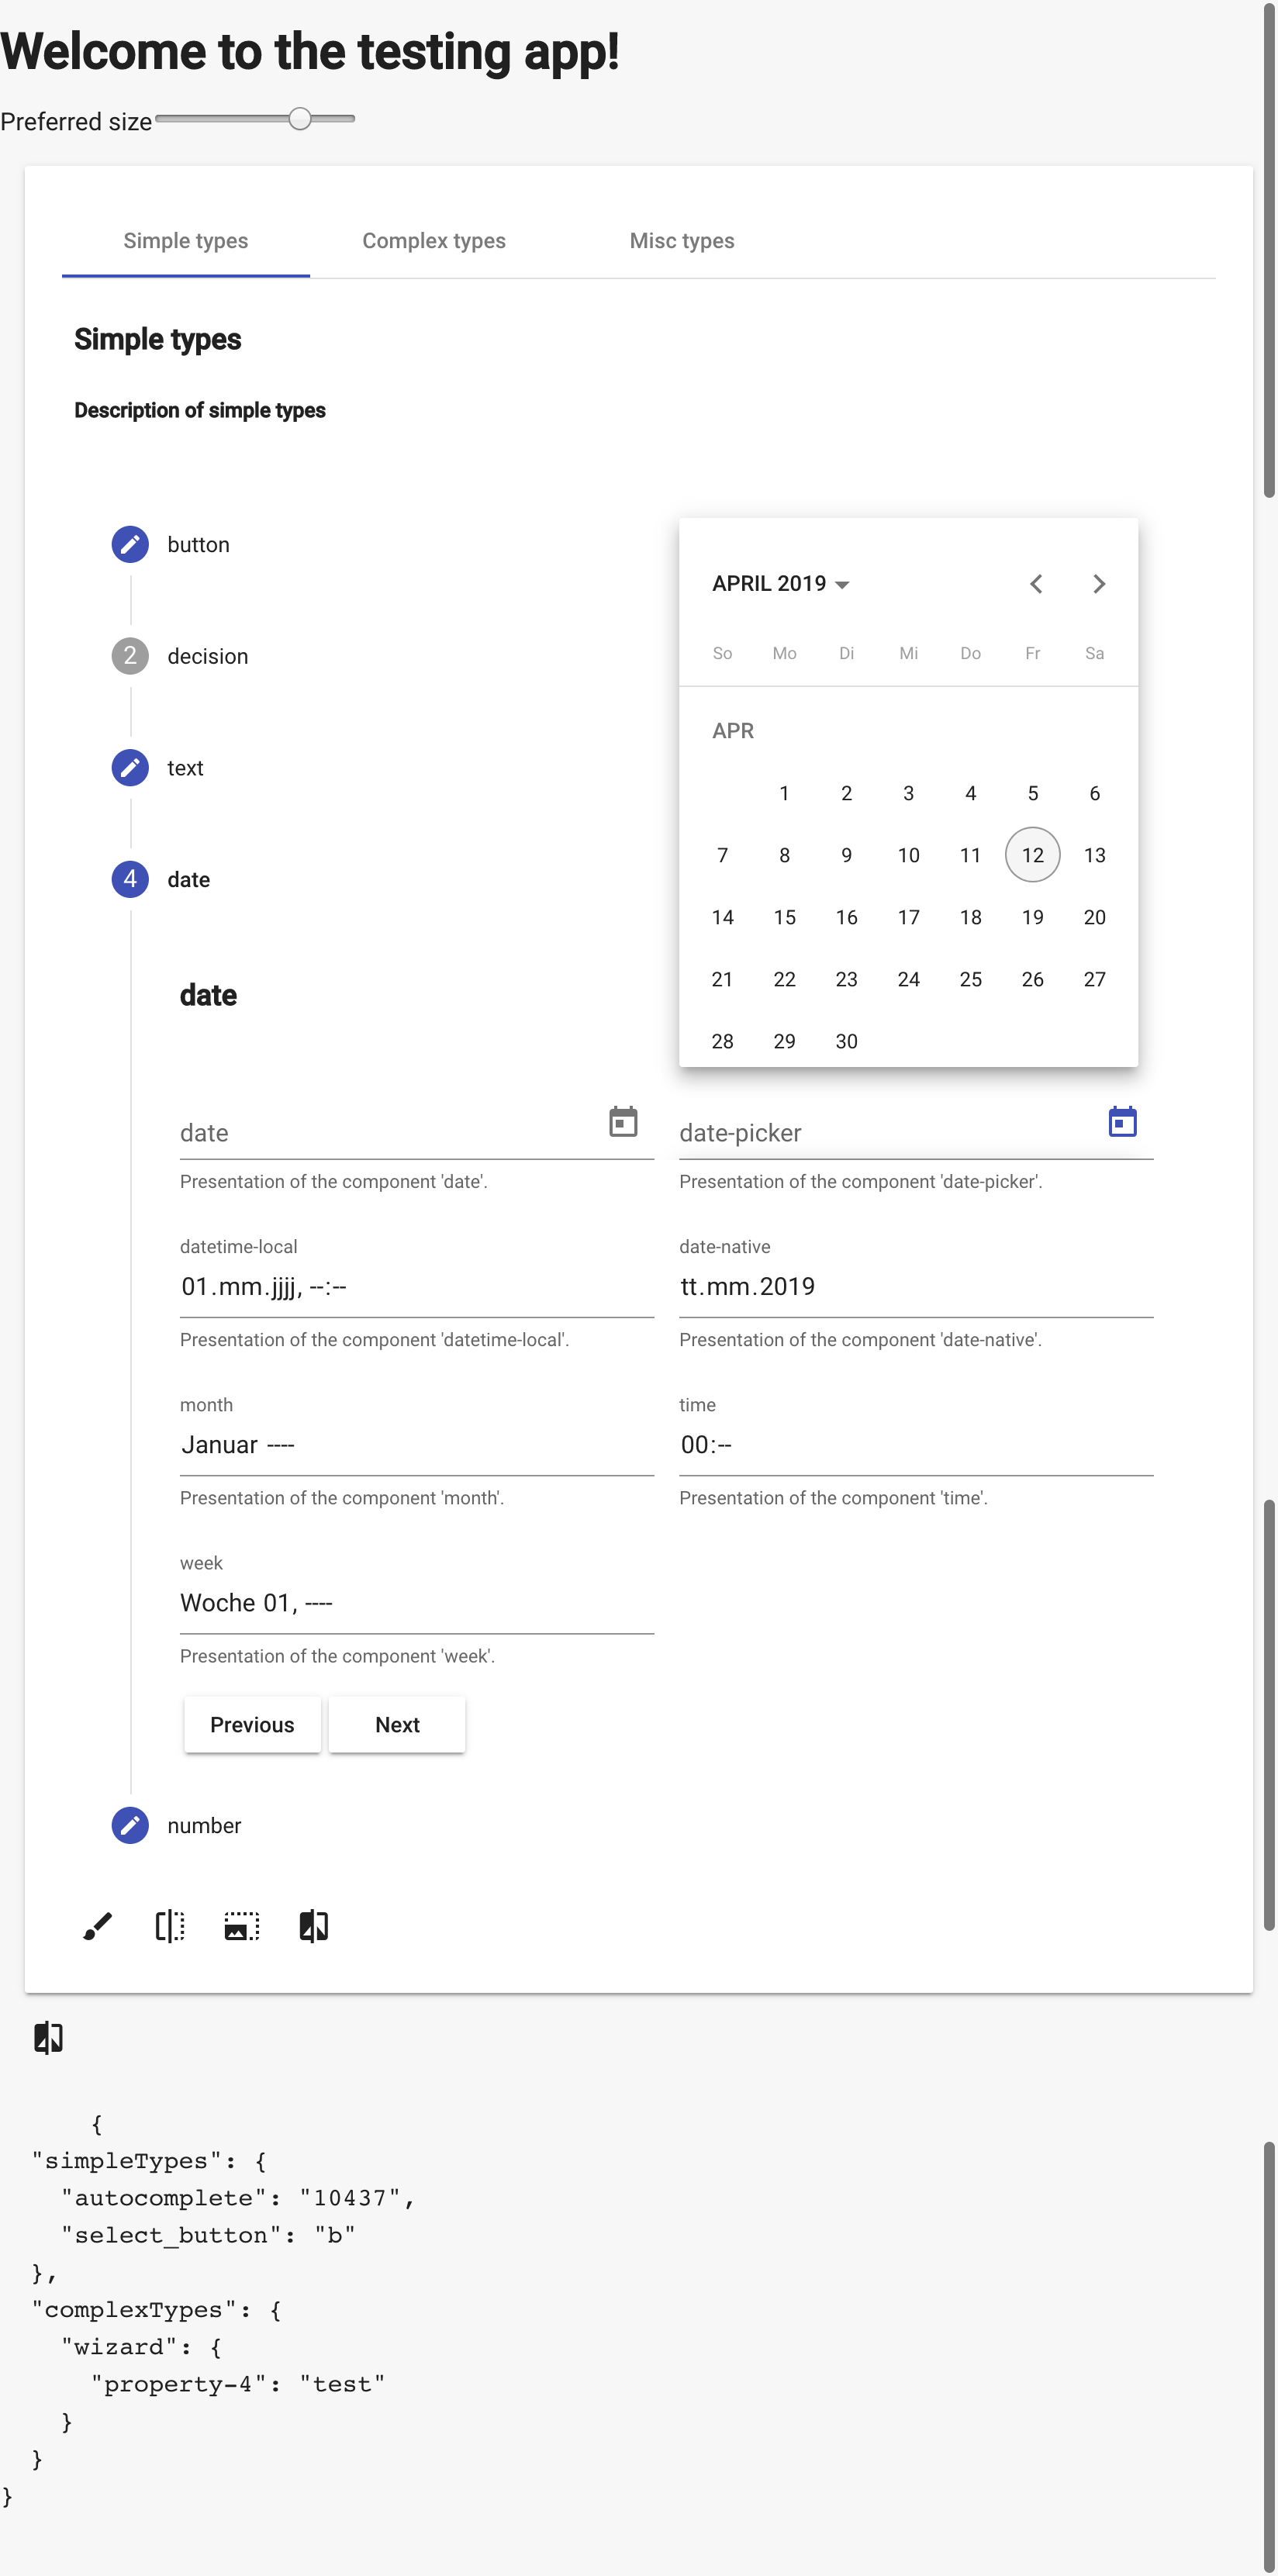 Welcome to the testing app!
Preferred size
Simple types Complex types Misc types
Simple types
Description of simple types
button
2 decision
text
4 date
APRIL 2019
So Mo Di Mi Do Fr Sa
APR
1 2 3 4 5 6
7 8 9 10 11 12 13
14 15 16 17 18 19 20
21 22 23 24 25 26 27
28 29 30
date
date date-picker
Presentation of the component 'date'. Presentation of the component 'date-picker'.
datetime-local date-native
01.mm.jjjj, --:-- tt.mm.2019
Presentation of the component 'datetime-local'. Presentation of the component 'date-native'.
month time
Januar ---- 00:--
Presentation of the component 'month'. Presentation of the component 'time'.
week
Woche 01, ----
Presentation of the component 'week'.
Previous Next
number
{
"simpleTypes": {
"autocomplete": "10437",
"select_button": "b"
},
"complexTypes": {
"wizard": {
"property-4": "test"
}
}
}